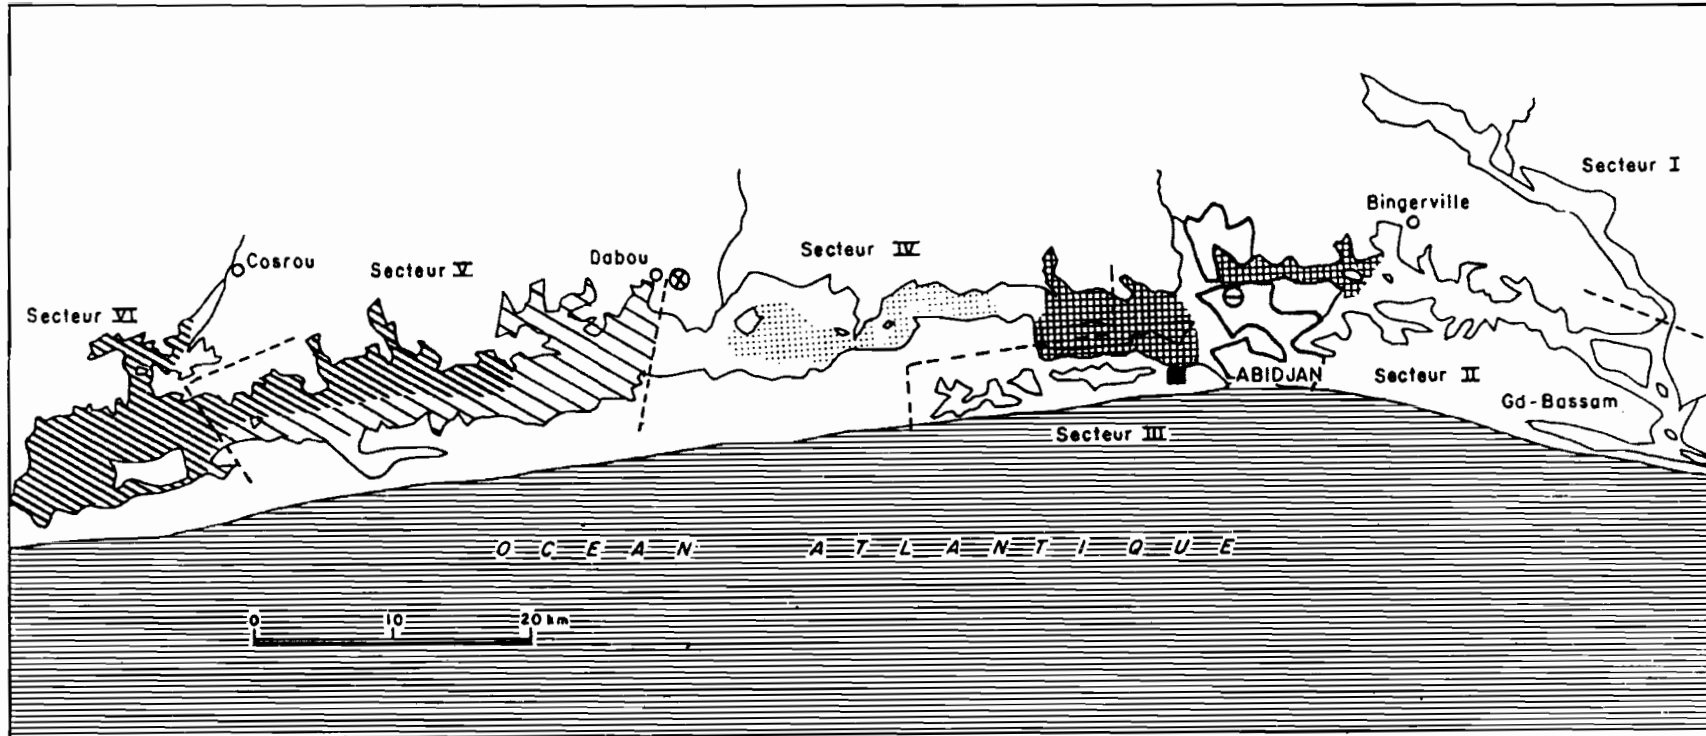 Secteur I
Bingerville
Secteur IV
Dabou
Cosrou
Secteur V
Secteur VI
ABIDJAN
Secteur II
Gd-Bassam
Secteur III
OCEAN ATLANTIQUE
0 10 20 km